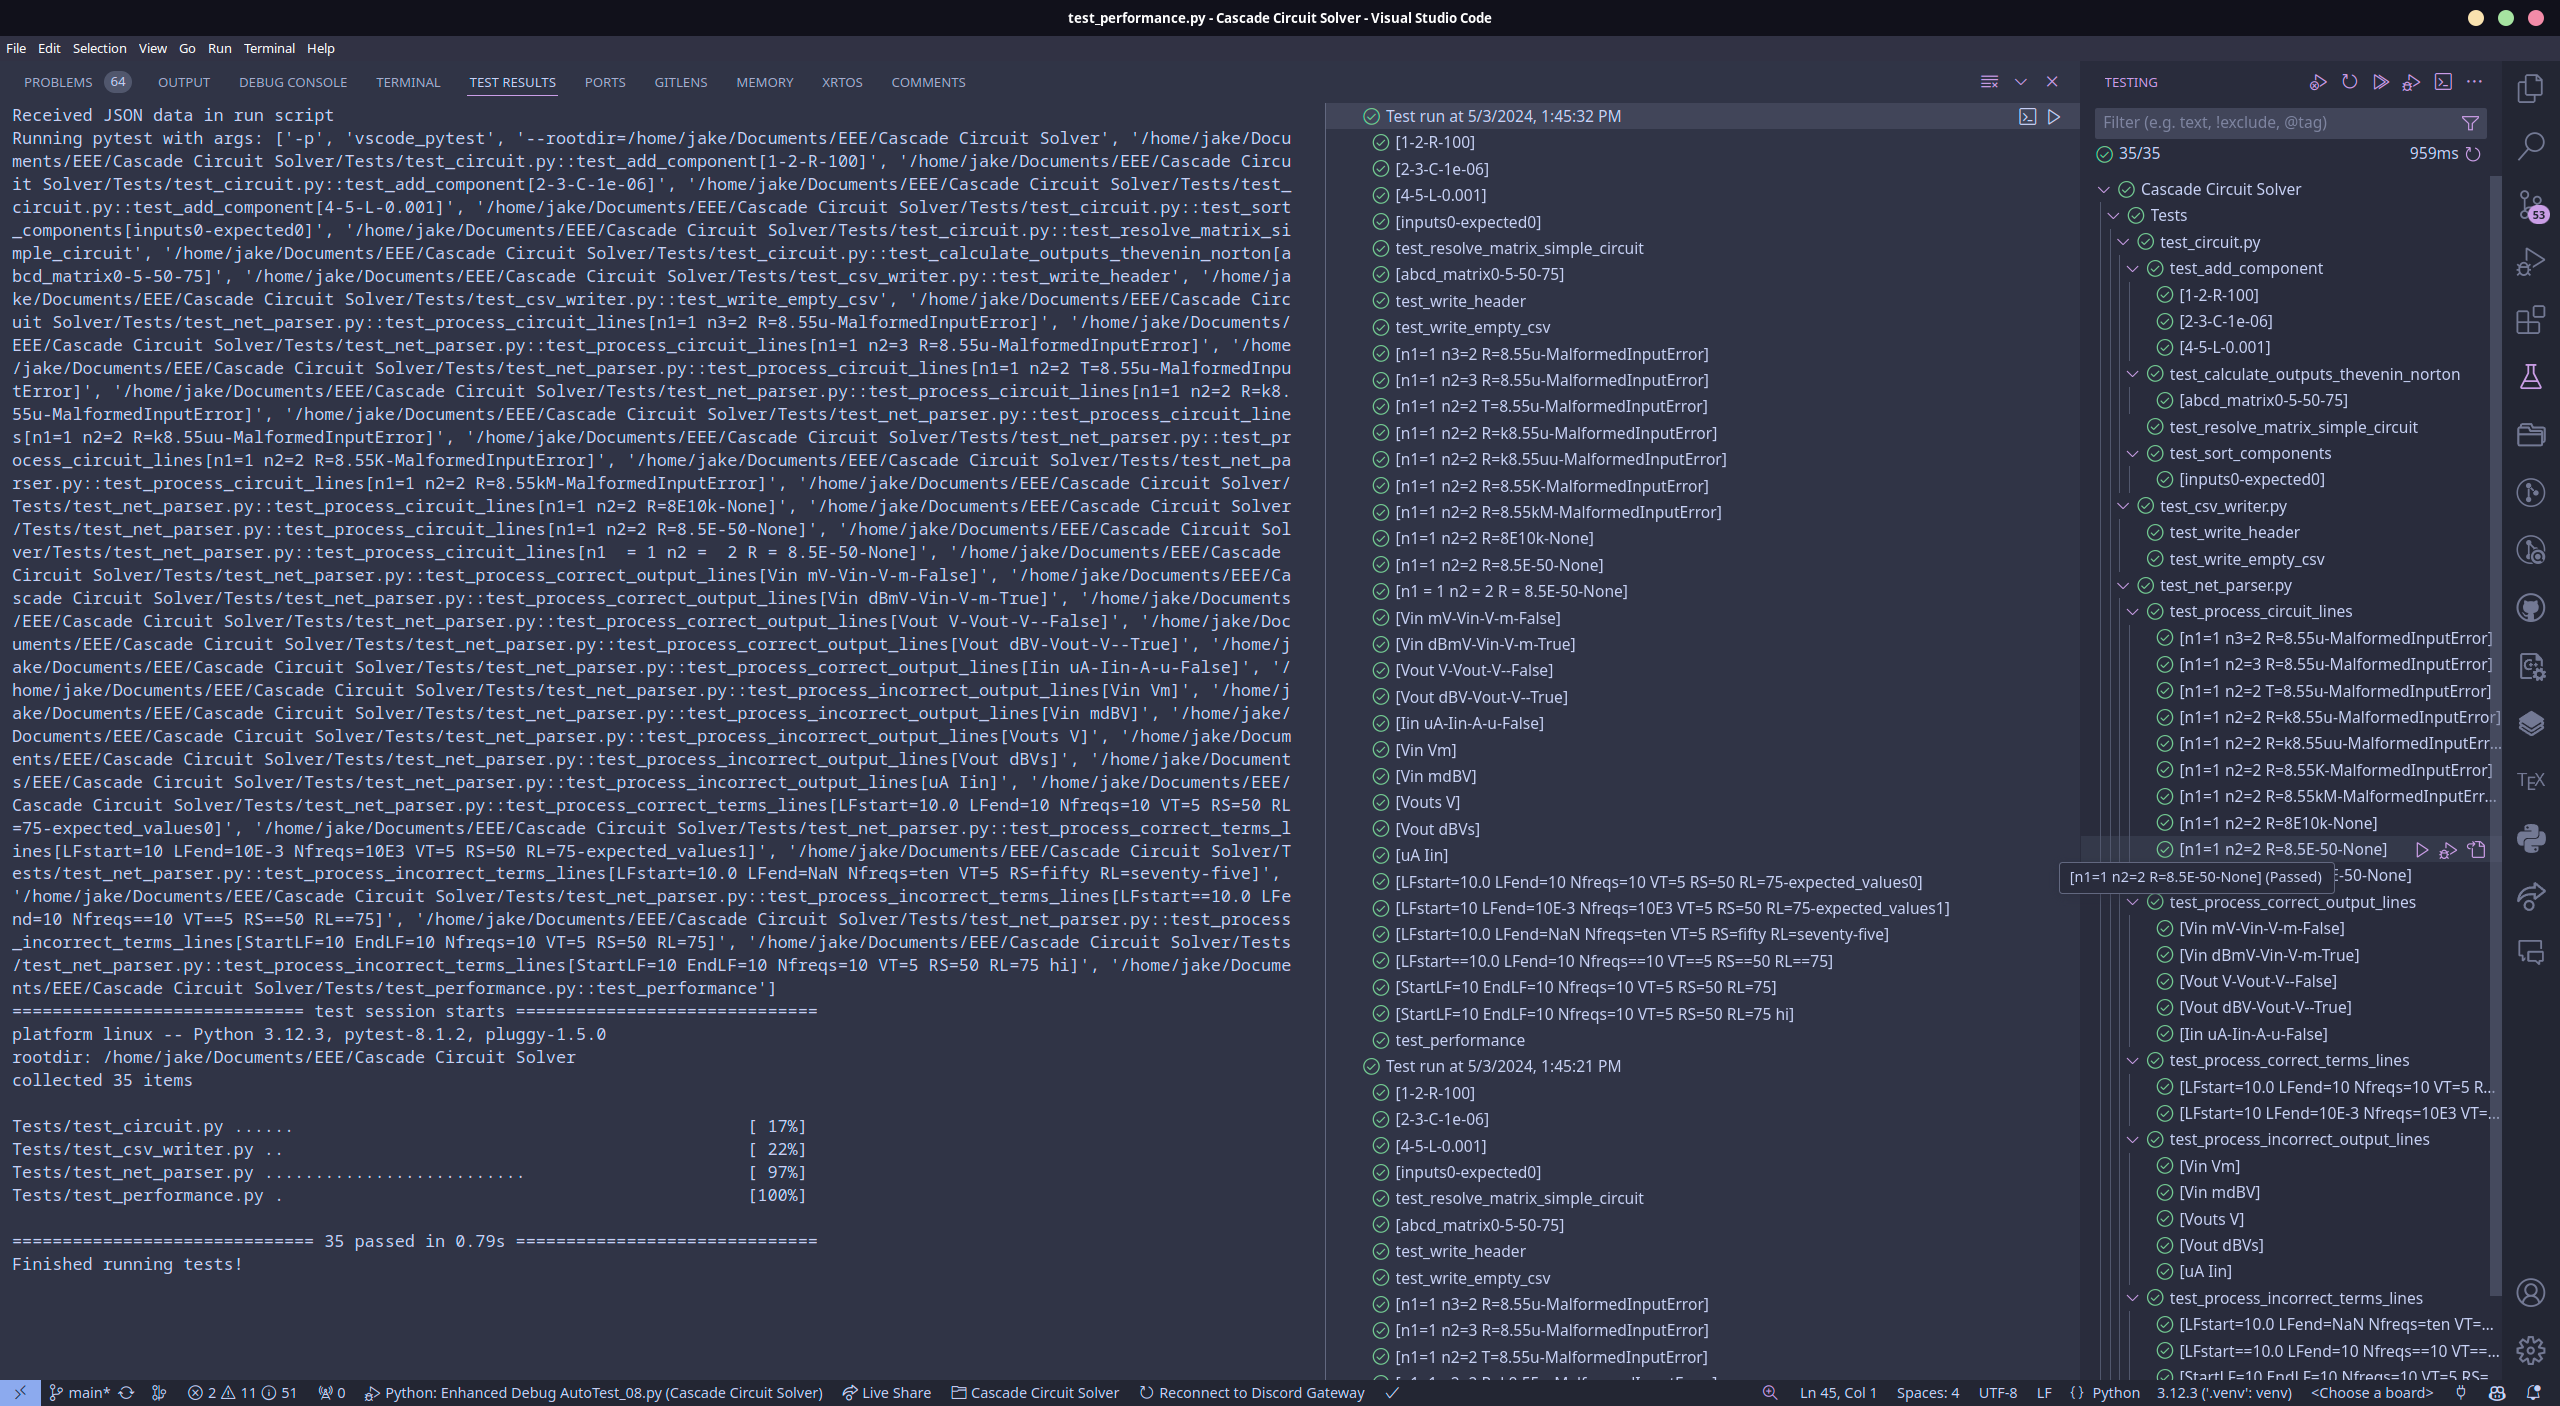 test_performance.py - Cascade Circuit Solver - Visual Studio Code
File Edit Selection View Go Run Terminal Help
PROBLEMS 64 OUTPUT DEBUG CONSOLE TERMINAL TEST RESULTS PORTS GITLENS MEMORY XRTOS COMMENTS
Received JSON data in run script
Running pytest with args: ['-p', 'vscode_pytest', '--rootdir=/home/jake/Documents/EEE/Cascade Circuit Solver', '/home/jake/Docu
ments/EEE/Cascade Circuit Solver/Tests/test_circuit.py::test_add_component[1-2-R-100]', '/home/jake/Documents/EEE/Cascade Circu
it Solver/Tests/test_circuit.py::test_add_component[2-3-C-1e-06]', '/home/jake/Documents/EEE/Cascade Circuit Solver/Tests/test_
circuit.py::test_add_component[4-5-L-0.001]', '/home/jake/Documents/EEE/Cascade Circuit Solver/Tests/test_circuit.py::test_sort
_components[inputs0-expected0]', '/home/jake/Documents/EEE/Cascade Circuit Solver/Tests/test_circuit.py::test_resolve_matrix_si
mple_circuit', '/home/jake/Documents/EEE/Cascade Circuit Solver/Tests/test_circuit.py::test_calculate_outputs_thevenin_norton[a
bcd_matrix0-5-50-75]', '/home/jake/Documents/EEE/Cascade Circuit Solver/Tests/test_csv_writer.py::test_write_header', '/home/ja
ke/Documents/EEE/Cascade Circuit Solver/Tests/test_csv_writer.py::test_write_empty_csv', '/home/jake/Documents/EEE/Cascade Circ
uit Solver/Tests/test_net_parser.py::test_process_circuit_lines[n1=1 n3=2 R=8.55u-MalformedInputError]', '/home/jake/Documents/
EEE/Cascade Circuit Solver/Tests/test_net_parser.py::test_process_circuit_lines[n1=1 n2=3 R=8.55u-MalformedInputError]', '/home
/jake/Documents/EEE/Cascade Circuit Solver/Tests/test_net_parser.py::test_process_circuit_lines[n1=1 n2=2 T=8.55u-MalformedInpu
tError]', '/home/jake/Documents/EEE/Cascade Circuit Solver/Tests/test_net_parser.py::test_process_circuit_lines[n1=1 n2=2 R=k8.
55u-MalformedInputError]', '/home/jake/Documents/EEE/Cascade Circuit Solver/Tests/test_net_parser.py::test_process_circuit_line
s[n1=1 n2=2 R=k8.55uu-MalformedInputError]', '/home/jake/Documents/EEE/Cascade Circuit Solver/Tests/test_net_parser.py::test_pr
ocess_circuit_lines[n1=1 n2=2 R=8.55K-MalformedInputError]', '/home/jake/Documents/EEE/Cascade Circuit Solver/Tests/test_net_pa
rser.py::test_process_circuit_lines[n1=1 n2=2 R=8.55kM-MalformedInputError]', '/home/jake/Documents/EEE/Cascade Circuit Solver/
Tests/test_net_parser.py::test_process_circuit_lines[n1=1 n2=2 R=8E10k-None]', '/home/jake/Documents/EEE/Cascade Circuit Solver
/Tests/test_net_parser.py::test_process_circuit_lines[n1=1 n2=2 R=8.5E-50-None]', '/home/jake/Documents/EEE/Cascade Circuit Sol
ver/Tests/test_net_parser.py::test_process_circuit_lines[n1  = 1 n2 =  2 R = 8.5E-50-None]', '/home/jake/Documents/EEE/Cascade
Circuit Solver/Tests/test_net_parser.py::test_process_correct_output_lines[Vin mV-Vin-V-m-False]', '/home/jake/Documents/EEE/Ca
scade Circuit Solver/Tests/test_net_parser.py::test_process_correct_output_lines[Vin dBmV-Vin-V-m-True]', '/home/jake/Documents
/EEE/Cascade Circuit Solver/Tests/test_net_parser.py::test_process_correct_output_lines[Vout V-Vout-V--False]', '/home/jake/Doc
uments/EEE/Cascade Circuit Solver/Tests/test_net_parser.py::test_process_correct_output_lines[Vout dBV-Vout-V--True]', '/home/j
ake/Documents/EEE/Cascade Circuit Solver/Tests/test_net_parser.py::test_process_correct_output_lines[Iin uA-Iin-A-u-False]', '/
home/jake/Documents/EEE/Cascade Circuit Solver/Tests/test_net_parser.py::test_process_incorrect_output_lines[Vin Vm]', '/home/j
ake/Documents/EEE/Cascade Circuit Solver/Tests/test_net_parser.py::test_process_incorrect_output_lines[Vin mdBV]', '/home/jake/
Documents/EEE/Cascade Circuit Solver/Tests/test_net_parser.py::test_process_incorrect_output_lines[Vouts V]', '/home/jake/Docum
ents/EEE/Cascade Circuit Solver/Tests/test_net_parser.py::test_process_incorrect_output_lines[Vout dBVs]', '/home/jake/Document
s/EEE/Cascade Circuit Solver/Tests/test_net_parser.py::test_process_incorrect_output_lines[uA Iin]', '/home/jake/Documents/EEE/
Cascade Circuit Solver/Tests/test_net_parser.py::test_process_correct_terms_lines[LFstart=10.0 LFend=10 Nfreqs=10 VT=5 RS=50 RL
=75-expected_values0]', '/home/jake/Documents/EEE/Cascade Circuit Solver/Tests/test_net_parser.py::test_process_correct_terms_l
ines[LFstart=10 LFend=10E-3 Nfreqs=10E3 VT=5 RS=50 RL=75-expected_values1]', '/home/jake/Documents/EEE/Cascade Circuit Solver/T
ests/test_net_parser.py::test_process_incorrect_terms_lines[LFstart=10.0 LFend=NaN Nfreqs=ten VT=5 RS=fifty RL=seventy-five]',
'/home/jake/Documents/EEE/Cascade Circuit Solver/Tests/test_net_parser.py::test_process_incorrect_terms_lines[LFstart==10.0 LFe
nd=10 Nfreqs==10 VT==5 RS==50 RL==75]', '/home/jake/Documents/EEE/Cascade Circuit Solver/Tests/test_net_parser.py::test_process
_incorrect_terms_lines[StartLF=10 EndLF=10 Nfreqs=10 VT=5 RS=50 RL=75]', '/home/jake/Documents/EEE/Cascade Circuit Solver/Tests
/test_net_parser.py::test_process_incorrect_terms_lines[StartLF=10 EndLF=10 Nfreqs=10 VT=5 RS=50 RL=75 hi]', '/home/jake/Docume
nts/EEE/Cascade Circuit Solver/Tests/test_performance.py::test_performance']
============================ test session starts =============================
platform linux -- Python 3.12.3, pytest-8.1.2, pluggy-1.5.0
rootdir: /home/jake/Documents/EEE/Cascade Circuit Solver
collected 35 items
Tests/test_circuit.py ...... [ 17%]
Tests/test_csv_writer.py .. [ 22%]
Tests/test_net_parser.py .......................... [ 97%]
Tests/test_performance.py . [100%]
============================== 35 passed in 0.79s ==============================
Finished running tests!
Test run at 5/3/2024, 1:45:32 PM
[1-2-R-100]
[2-3-C-1e-06]
[4-5-L-0.001]
[inputs0-expected0]
test_resolve_matrix_simple_circuit
[abcd_matrix0-5-50-75]
test_write_header
test_write_empty_csv
[n1=1 n3=2 R=8.55u-MalformedInputError]
[n1=1 n2=3 R=8.55u-MalformedInputError]
[n1=1 n2=2 T=8.55u-MalformedInputError]
[n1=1 n2=2 R=k8.55u-MalformedInputError]
[n1=1 n2=2 R=k8.55uu-MalformedInputError]
[n1=1 n2=2 R=8.55K-MalformedInputError]
[n1=1 n2=2 R=8.55kM-MalformedInputError]
[n1=1 n2=2 R=8E10k-None]
[n1=1 n2=2 R=8.5E-50-None]
[n1 = 1 n2 = 2 R = 8.5E-50-None]
[Vin mV-Vin-V-m-False]
[Vin dBmV-Vin-V-m-True]
[Vout V-Vout-V--False]
[Vout dBV-Vout-V--True]
[Iin uA-Iin-A-u-False]
[Vin Vm]
[Vin mdBV]
[Vouts V]
[Vout dBVs]
[uA Iin]
[LFstart=10.0 LFend=10 Nfreqs=10 VT=5 RS=50 RL=75-expected_values0]
[LFstart=10 LFend=10E-3 Nfreqs=10E3 VT=5 RS=50 RL=75-expected_values1]
[LFstart=10.0 LFend=NaN Nfreqs=ten VT=5 RS=fifty RL=seventy-five]
[LFstart==10.0 LFend=10 Nfreqs==10 VT==5 RS==50 RL==75]
[StartLF=10 EndLF=10 Nfreqs=10 VT=5 RS=50 RL=75]
[StartLF=10 EndLF=10 Nfreqs=10 VT=5 RS=50 RL=75 hi]
test_performance
Test run at 5/3/2024, 1:45:21 PM
[1-2-R-100]
[2-3-C-1e-06]
[4-5-L-0.001]
[inputs0-expected0]
test_resolve_matrix_simple_circuit
[abcd_matrix0-5-50-75]
test_write_header
test_write_empty_csv
[n1=1 n3=2 R=8.55u-MalformedInputError]
[n1=1 n2=3 R=8.55u-MalformedInputError]
[n1=1 n2=2 T=8.55u-MalformedInputError]
TESTING
Filter (e.g. text, !exclude, @tag)
35/35 959ms
Cascade Circuit Solver
Tests
test_circuit.py
test_add_component
[1-2-R-100]
[2-3-C-1e-06]
[4-5-L-0.001]
test_calculate_outputs_thevenin_norton
[abcd_matrix0-5-50-75]
test_resolve_matrix_simple_circuit
test_sort_components
[inputs0-expected0]
test_csv_writer.py
test_write_header
test_write_empty_csv
test_net_parser.py
test_process_circuit_lines
[n1=1 n3=2 R=8.55u-MalformedInputError]
[n1=1 n2=3 R=8.55u-MalformedInputError]
[n1=1 n2=2 T=8.55u-MalformedInputError]
[n1=1 n2=2 R=k8.55u-MalformedInputError]
[n1=1 n2=2 R=k8.55uu-MalformedInputErr...
[n1=1 n2=2 R=8.55K-MalformedInputError]
[n1=1 n2=2 R=8.55kM-MalformedInputErr...
[n1=1 n2=2 R=8E10k-None]
[n1=1 n2=2 R=8.5E-50-None]
[n1=1 n2=2 R=8.5E-50-None] (Passed)
E-50-None]
test_process_correct_output_lines
[Vin mV-Vin-V-m-False]
[Vin dBmV-Vin-V-m-True]
[Vout V-Vout-V--False]
[Vout dBV-Vout-V--True]
[Iin uA-Iin-A-u-False]
test_process_correct_terms_lines
[LFstart=10.0 LFend=10 Nfreqs=10 VT=5 R...
[LFstart=10 LFend=10E-3 Nfreqs=10E3 VT=...
test_process_incorrect_output_lines
[Vin Vm]
[Vin mdBV]
[Vouts V]
[Vout dBVs]
[uA Iin]
test_process_incorrect_terms_lines
[LFstart=10.0 LFend=NaN Nfreqs=ten VT=...
[LFstart==10.0 LFend=10 Nfreqs==10 VT==...
[StartLF=10 EndLF=10 Nfreqs=10 VT=5 RS=
53
TEX
main* 2 11 51 0 Python: Enhanced Debug AutoTest_08.py (Cascade Circuit Solver) Live Share Cascade Circuit Solver Reconnect to Discord Gateway
Ln 45, Col 1 Spaces: 4 UTF-8 LF {} Python 3.12.3 ('.venv': venv) <Choose a board>